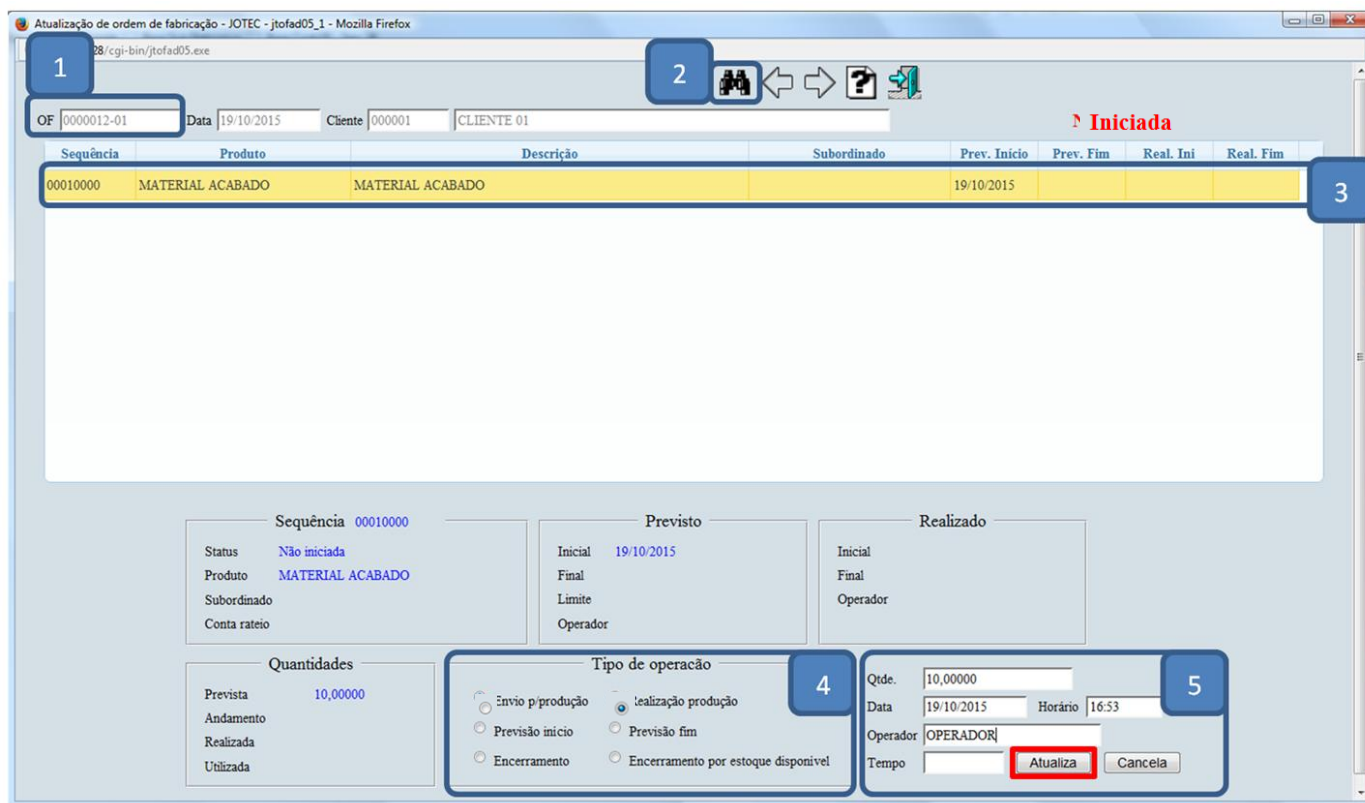 Atualização de ordem de fabricação - JOTEC - jtofad05_1 - Mozilla Firefox
28/cgi-bin/jtofad05.exe
1
2
OF 0000012-01 Data 19/10/2015 Cliente 000001 CLIENTE 01
Iniciada
Sequência Produto Descrição Subordinado Prev. Início Prev. Fim Real. Ini Real. Fim
00010000 MATERIAL ACABADO MATERIAL ACABADO 19/10/2015
3
Sequência 00010000
Status Não iniciada
Produto MATERIAL ACABADO
Subordinado
Conta rateio
Previsto
Inicial 19/10/2015
Final
Limite
Operador
Realizado
Inicial
Final
Operador
Quantidades
Prevista 10,00000
Andamento
Realizada
Utilizada
Tipo de operacão
4
Envio p/produção ealização produção
Previsão inicio Previsão fim
Encerramento Encerramento por estoque disponivel
5
Qtde. 10,00000
Data 19/10/2015 Horário 16:53
Operador OPERADOR
Tempo Atualiza Cancela